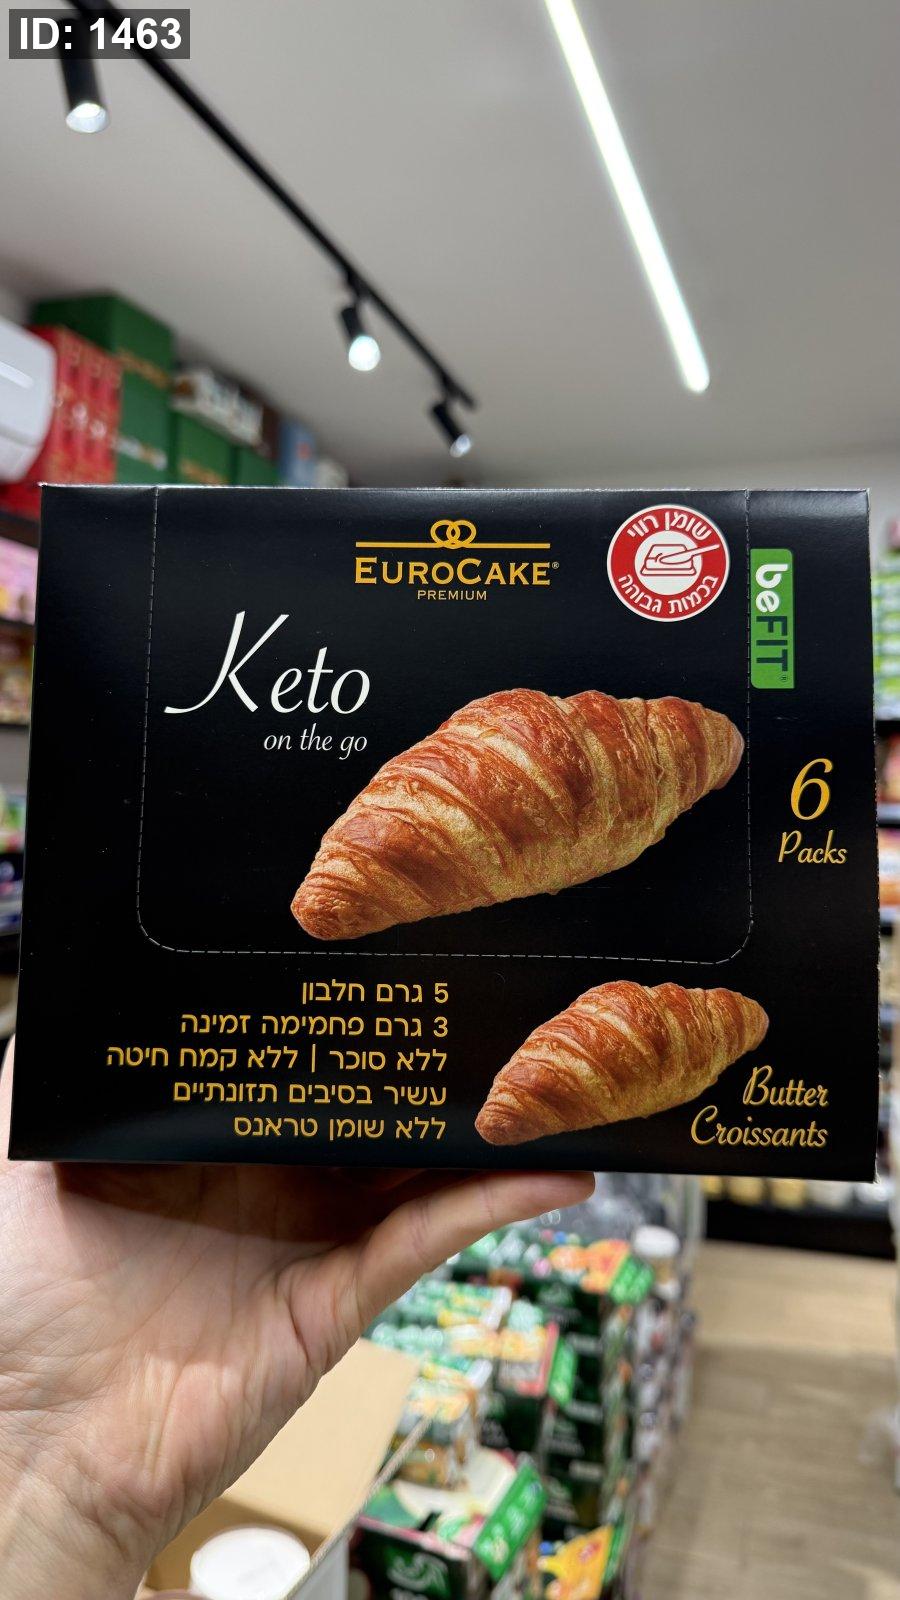 ID: 1463
EUROCAKE®
PREMIUM
שומן רווי
בכמות גבוהה
beFIT®
Keto
on the go
6
Packs
5 גרם חלבון
3 גרם פחמימה זמינה
ללא סוכר | ללא קמח חיטה
עשיר בסיבים תזונתיים
ללא שומן טראנס
Butter
Croissants